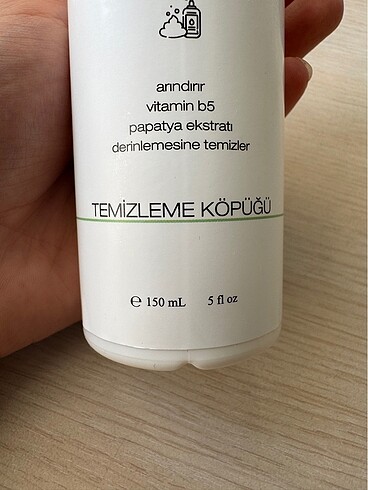 arındırır
vitamin b5
papatya ekstratı
derinlemesine temizler
TEMİZLEME KÖPÜĞÜ
℮ 150 mL 5 fl oz